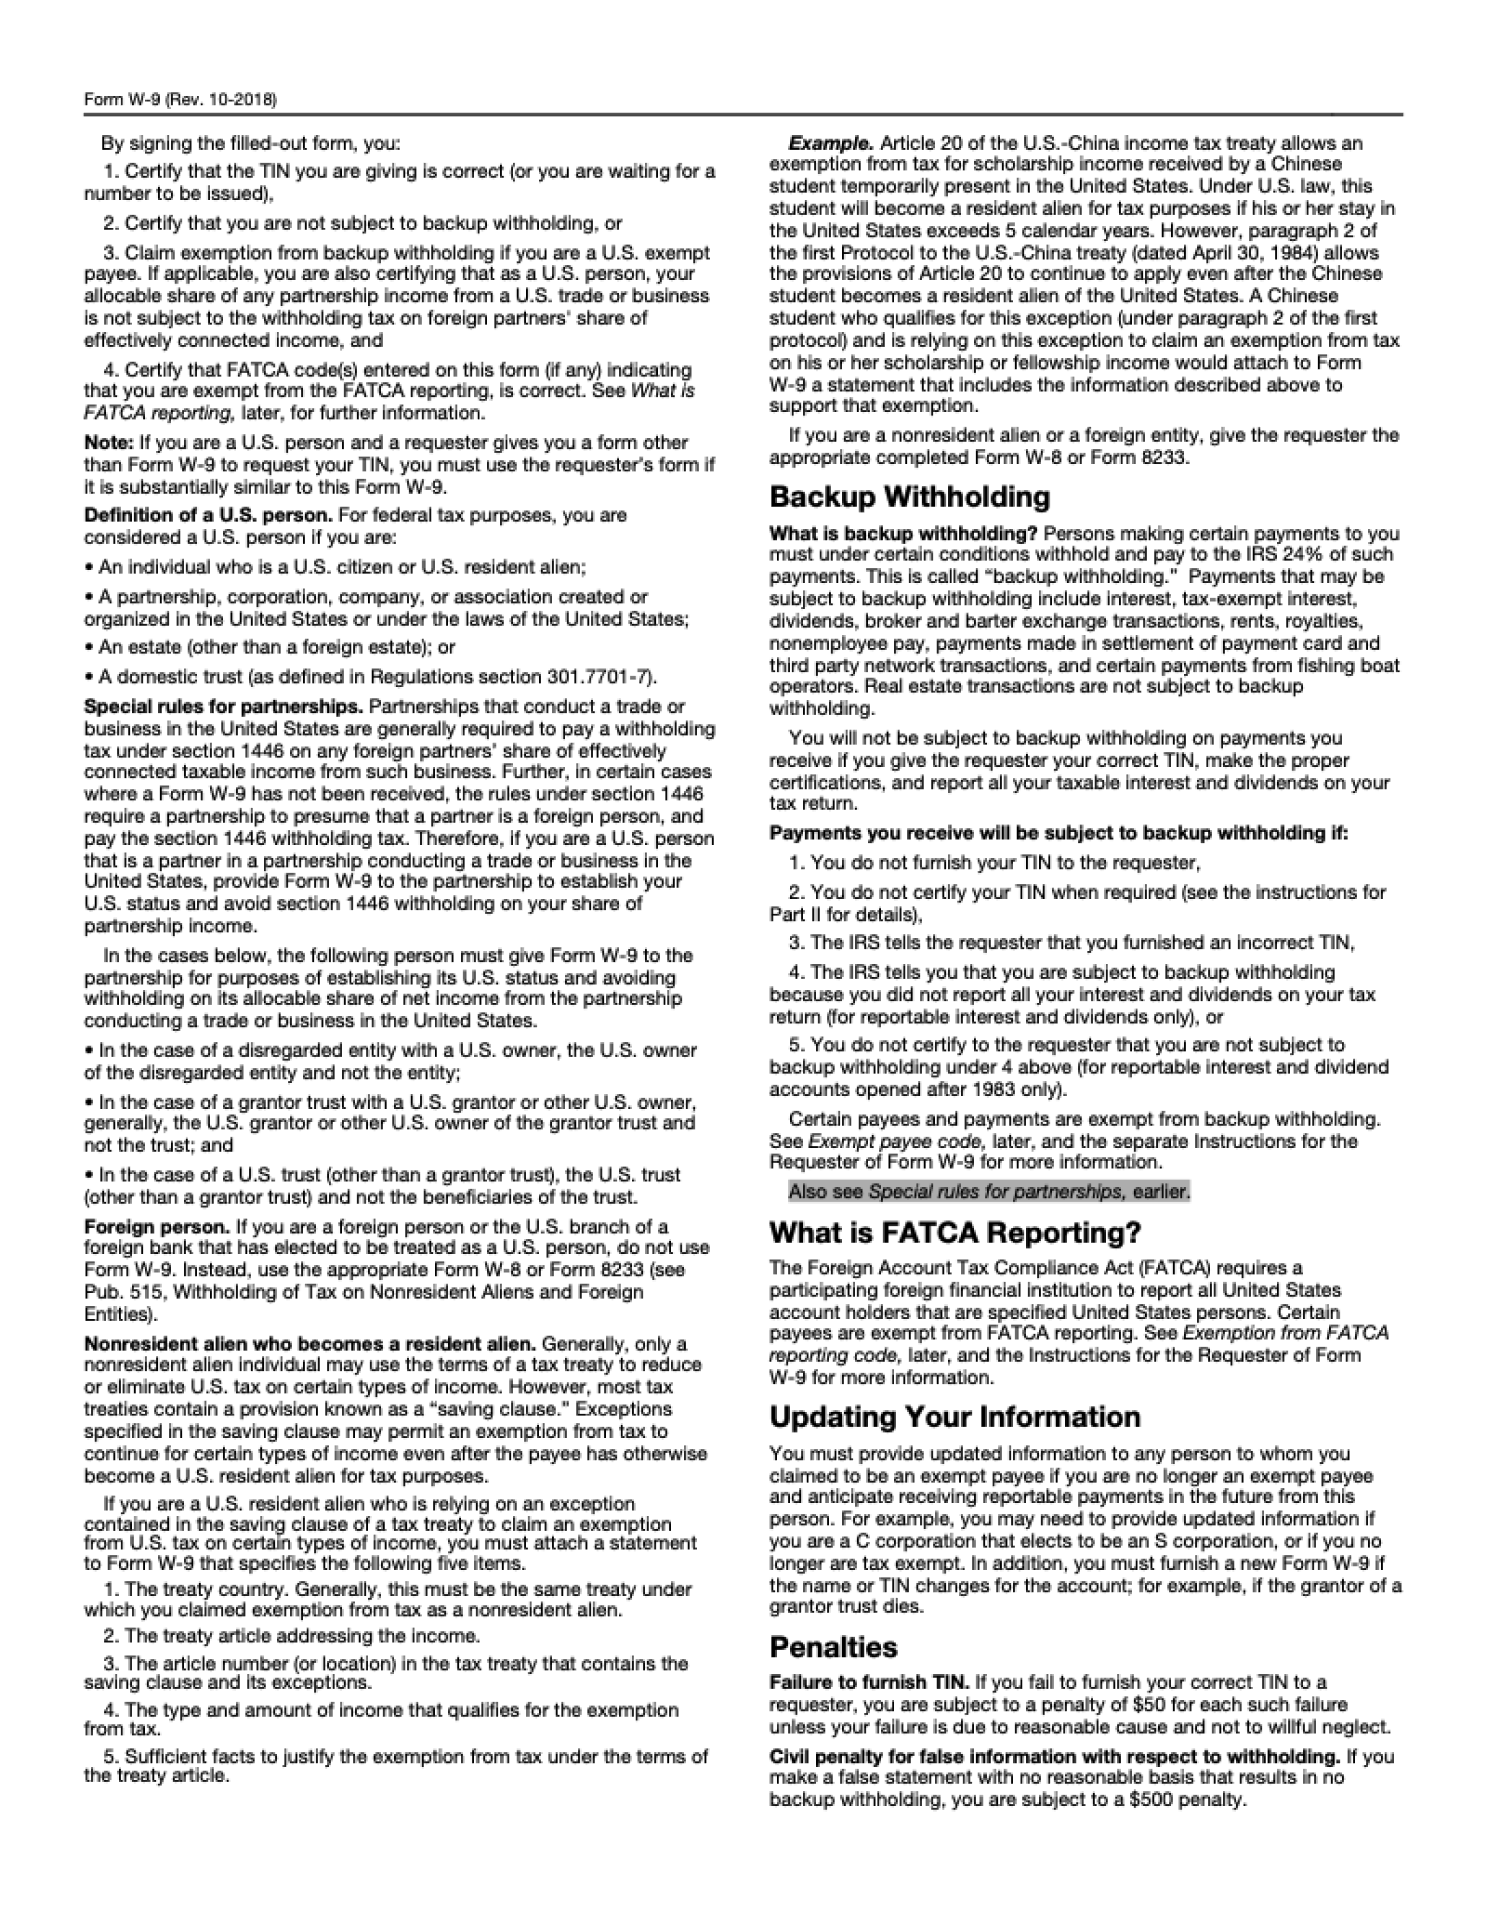 Form W-9 (Rev. 10-2018)
By signing the filled-out form, you:
1. Certify that the TIN you are giving is correct (or you are waiting for a
number to be issued),
2. Certify that you are not subject to backup withholding, or
3. Claim exemption from backup withholding if you are a U.S. exempt
payee. If applicable, you are also certifying that as a U.S. person, your
allocable share of any partnership income from a U.S. trade or business
is not subject to the withholding tax on foreign partners' share of
effectively connected income, and
4. Certify that FATCA code(s) entered on this form (if any) indicating
that you are exempt from the FATCA reporting, is correct. See What is
FATCA reporting, later, for further information.
Note: If you are a U.S. person and a requester gives you a form other
than Form W-9 to request your TIN, you must use the requester's form if
it is substantially similar to this Form W-9.
Definition of a U.S. person. For federal tax purposes, you are
considered a U.S. person if you are:
• An individual who is a U.S. citizen or U.S. resident alien;
• A partnership, corporation, company, or association created or
organized in the United States or under the laws of the United States;
• An estate (other than a foreign estate); or
• A domestic trust (as defined in Regulations section 301.7701-7).
Special rules for partnerships. Partnerships that conduct a trade or
business in the United States are generally required to pay a withholding
tax under section 1446 on any foreign partners' share of effectively
connected taxable income from such business. Further, in certain cases
where a Form W-9 has not been received, the rules under section 1446
require a partnership to presume that a partner is a foreign person, and
pay the section 1446 withholding tax. Therefore, if you are a U.S. person
that is a partner in a partnership conducting a trade or business in the
United States, provide Form W-9 to the partnership to establish your
U.S. status and avoid section 1446 withholding on your share of
partnership income.
In the cases below, the following person must give Form W-9 to the
partnership for purposes of establishing its U.S. status and avoiding
withholding on its allocable share of net income from the partnership
conducting a trade or business in the United States.
• In the case of a disregarded entity with a U.S. owner, the U.S. owner
of the disregarded entity and not the entity;
• In the case of a grantor trust with a U.S. grantor or other U.S. owner,
generally, the U.S. grantor or other U.S. owner of the grantor trust and
not the trust; and
• In the case of a U.S. trust (other than a grantor trust), the U.S. trust
(other than a grantor trust) and not the beneficiaries of the trust.
Foreign person. If you are a foreign person or the U.S. branch of a
foreign bank that has elected to be treated as a U.S. person, do not use
Form W-9. Instead, use the appropriate Form W-8 or Form 8233 (see
Pub. 515, Withholding of Tax on Nonresident Aliens and Foreign
Entities).
Nonresident alien who becomes a resident alien. Generally, only a
nonresident alien individual may use the terms of a tax treaty to reduce
or eliminate U.S. tax on certain types of income. However, most tax
treaties contain a provision known as a “saving clause.” Exceptions
specified in the saving clause may permit an exemption from tax to
continue for certain types of income even after the payee has otherwise
become a U.S. resident alien for tax purposes.
If you are a U.S. resident alien who is relying on an exception
contained in the saving clause of a tax treaty to claim an exemption
from U.S. tax on certain types of income, you must attach a statement
to Form W-9 that specifies the following five items.
1. The treaty country. Generally, this must be the same treaty under
which you claimed exemption from tax as a nonresident alien.
2. The treaty article addressing the income.
3. The article number (or location) in the tax treaty that contains the
saving clause and its exceptions.
4. The type and amount of income that qualifies for the exemption
from tax.
5. Sufficient facts to justify the exemption from tax under the terms of
the treaty article.
Example. Article 20 of the U.S.-China income tax treaty allows an
exemption from tax for scholarship income received by a Chinese
student temporarily present in the United States. Under U.S. law, this
student will become a resident alien for tax purposes if his or her stay in
the United States exceeds 5 calendar years. However, paragraph 2 of
the first Protocol to the U.S.-China treaty (dated April 30, 1984) allows
the provisions of Article 20 to continue to apply even after the Chinese
student becomes a resident alien of the United States. A Chinese
student who qualifies for this exception (under paragraph 2 of the first
protocol) and is relying on this exception to claim an exemption from tax
on his or her scholarship or fellowship income would attach to Form
W-9 a statement that includes the information described above to
support that exemption.
If you are a nonresident alien or a foreign entity, give the requester the
appropriate completed Form W-8 or Form 8233.
Backup Withholding
What is backup withholding? Persons making certain payments to you
must under certain conditions withhold and pay to the IRS 24% of such
payments. This is called “backup withholding.” Payments that may be
subject to backup withholding include interest, tax-exempt interest,
dividends, broker and barter exchange transactions, rents, royalties,
nonemployee pay, payments made in settlement of payment card and
third party network transactions, and certain payments from fishing boat
operators. Real estate transactions are not subject to backup
withholding.
You will not be subject to backup withholding on payments you
receive if you give the requester your correct TIN, make the proper
certifications, and report all your taxable interest and dividends on your
tax return.
Payments you receive will be subject to backup withholding if:
1. You do not furnish your TIN to the requester,
2. You do not certify your TIN when required (see the instructions for
Part II for details),
3. The IRS tells the requester that you furnished an incorrect TIN,
4. The IRS tells you that you are subject to backup withholding
because you did not report all your interest and dividends on your tax
return (for reportable interest and dividends only), or
5. You do not certify to the requester that you are not subject to
backup withholding under 4 above (for reportable interest and dividend
accounts opened after 1983 only).
Certain payees and payments are exempt from backup withholding.
See Exempt payee code, later, and the separate Instructions for the
Requester of Form W-9 for more information.
Also see Special rules for partnerships, earlier.
What is FATCA Reporting?
The Foreign Account Tax Compliance Act (FATCA) requires a
participating foreign financial institution to report all United States
account holders that are specified United States persons. Certain
payees are exempt from FATCA reporting. See Exemption from FATCA
reporting code, later, and the Instructions for the Requester of Form
W-9 for more information.
Updating Your Information
You must provide updated information to any person to whom you
claimed to be an exempt payee if you are no longer an exempt payee
and anticipate receiving reportable payments in the future from this
person. For example, you may need to provide updated information if
you are a C corporation that elects to be an S corporation, or if you no
longer are tax exempt. In addition, you must furnish a new Form W-9 if
the name or TIN changes for the account; for example, if the grantor of a
grantor trust dies.
Penalties
Failure to furnish TIN. If you fail to furnish your correct TIN to a
requester, you are subject to a penalty of $50 for each such failure
unless your failure is due to reasonable cause and not to willful neglect.
Civil penalty for false information with respect to withholding. If you
make a false statement with no reasonable basis that results in no
backup withholding, you are subject to a $500 penalty.